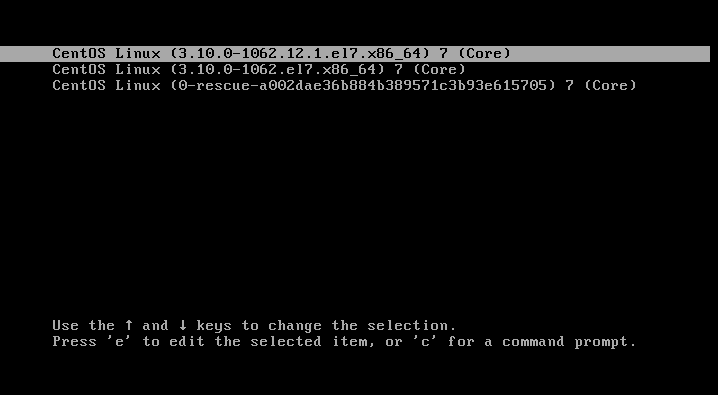 CentOS Linux (3.10.0-1062.12.1.el7.x86_64) 7 (Core)
CentOS Linux (3.10.0-1062.el7.x86_64) 7 (Core)
CentOS Linux (0-rescue-a002dae36b884b389571c3b93e615705) 7 (Core)
Use the ↑ and ↓ keys to change the selection.
Press 'e' to edit the selected item, or 'c' for a command prompt.